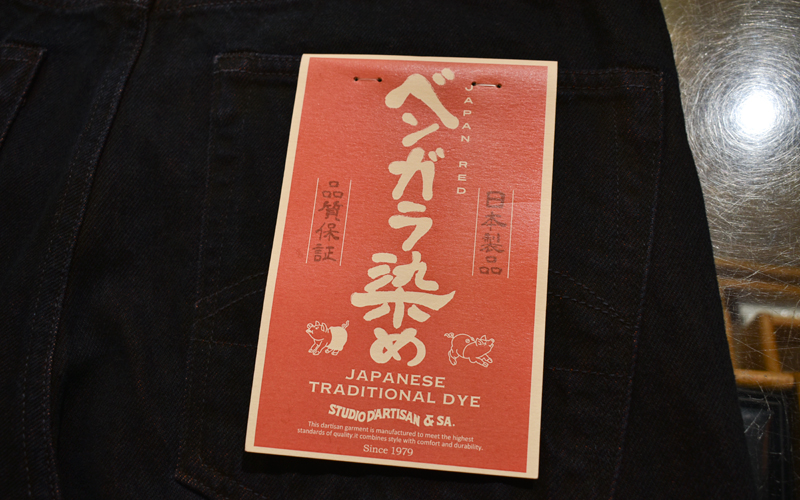 ベンガラ染め
JAPAN RED
日本製品
品質保証
JAPANESE
TRADITIONAL DYE
STUDIO D'ARTISAN & SA.
This dartisan garment is manufactured to meet the highest
standards of quality it combines style with comfort and durability.
Since 1979